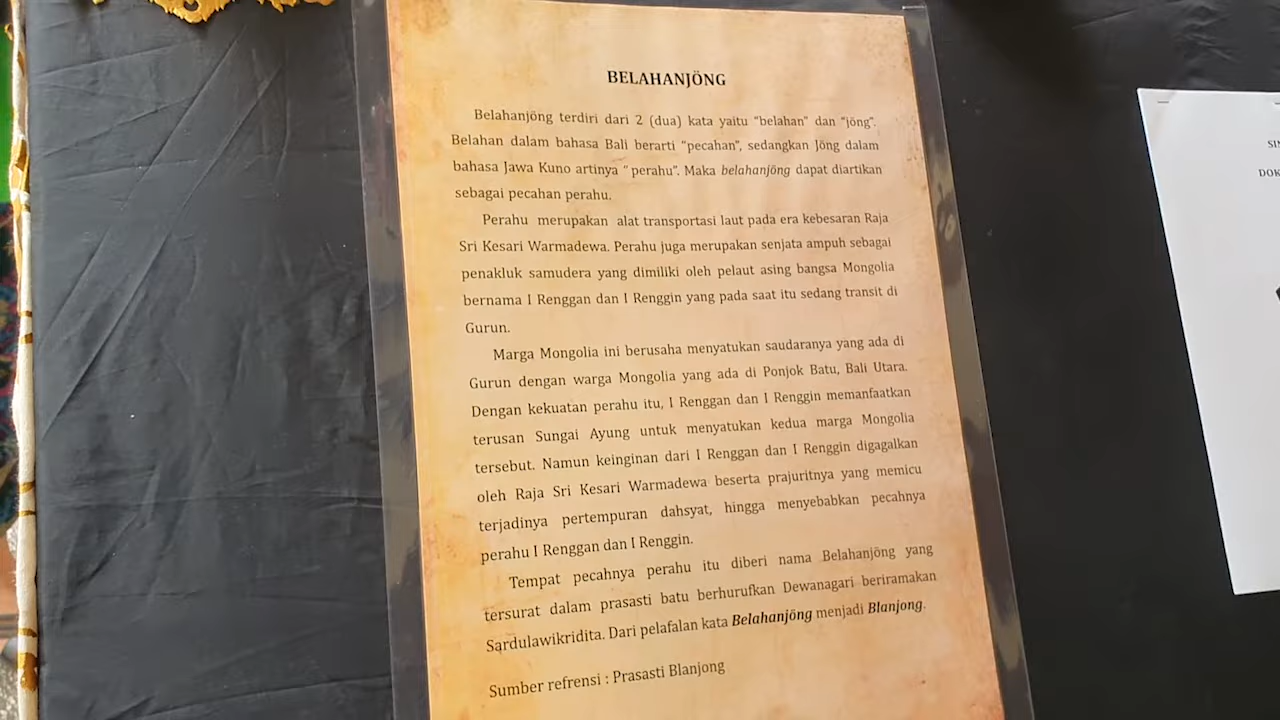 BELAHANJÖNG
Belahanjöng terdiri dari 2 (dua) kata yaitu "belahan" dan "jöng".
Belahan dalam bahasa Bali berarti "pecahan", sedangkan Jöng dalam
bahasa Jawa Kuno artinya " perahu". Maka belahanjöng dapat diartikan
sebagai pecahan perahu.
Perahu merupakan alat transportasi laut pada era kebesaran Raja
Sri Kesari Warmadewa. Perahu juga merupakan senjata ampuh sebagai
penakluk samudera yang dimiliki oleh pelaut asing bangsa Mongolia
bernama I Renggan dan I Renggin yang pada saat itu sedang transit di
Gurun.
Marga Mongolia ini berusaha menyatukan saudaranya yang ada di
Gurun dengan warga Mongolia yang ada di Ponjok Batu, Bali Utara.
Dengan kekuatan perahu itu, I Renggan dan I Renggin memanfaatkan
terusan Sungai Ayung untuk menyatukan kedua marga Mongolia
tersebut. Namun keinginan dari I Renggan dan I Renggin digagalkan
oleh Raja Sri Kesari Warmadewa beserta prajuritnya yang memicu
terjadinya pertempuran dahsyat, hingga menyebabkan pecahnya
perahu I Renggan dan I Renggin.
Tempat pecahnya perahu itu diberi nama Belahanjöng yang
tersurat dalam prasasti batu berhurufkan Dewanagari beriramakan
Sardulawikridita. Dari pelafalan kata Belahanjöng menjadi Blanjong.
Sumber refrensi : Prasasti Blanjong